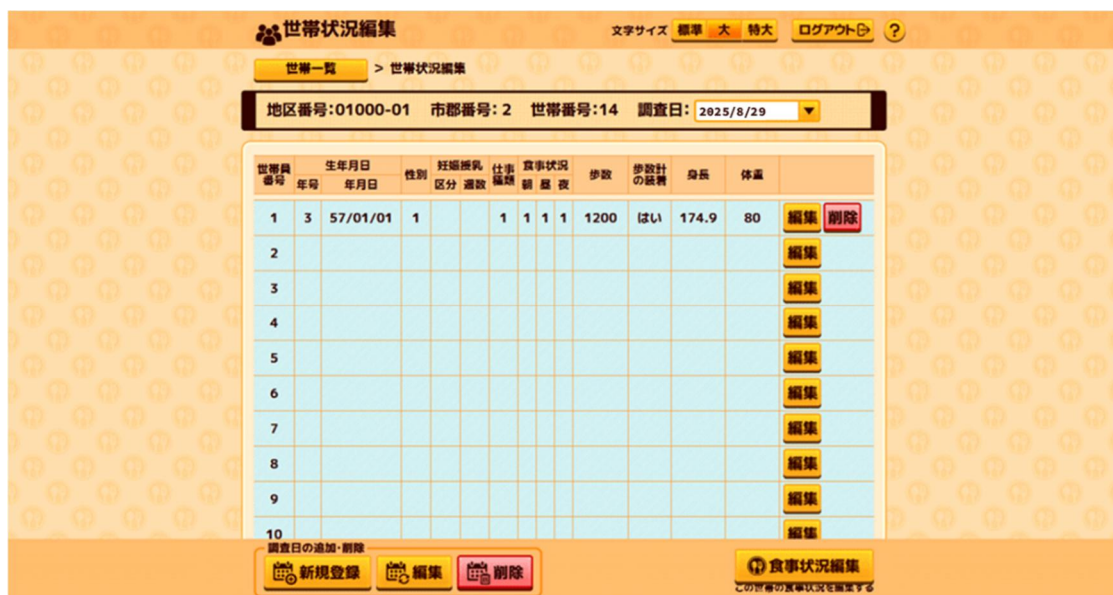 世帯状況編集 文字サイズ 標準 大 特大 ログアウト ?
世帯一覧 > 世帯状況編集
地区番号:01000-01 市郡番号:2 世帯番号:14 調査日: 2025/8/29
世帯員番号 生年月日 性別 妊娠授乳 仕事種類 食事状況 歩数 歩数計の装着 身長 体重
年号 年月日 区分 週数 朝 昼 夜
1 3 57/01/01 1 1 1 1 1 1200 はい 174.9 80 編集 削除
2 編集
3 編集
4 編集
5 編集
6 編集
7 編集
8 編集
9 編集
10 編集
調査日の追加・削除
新規登録 編集 削除 食事状況編集
この世帯の食事状況を編集する